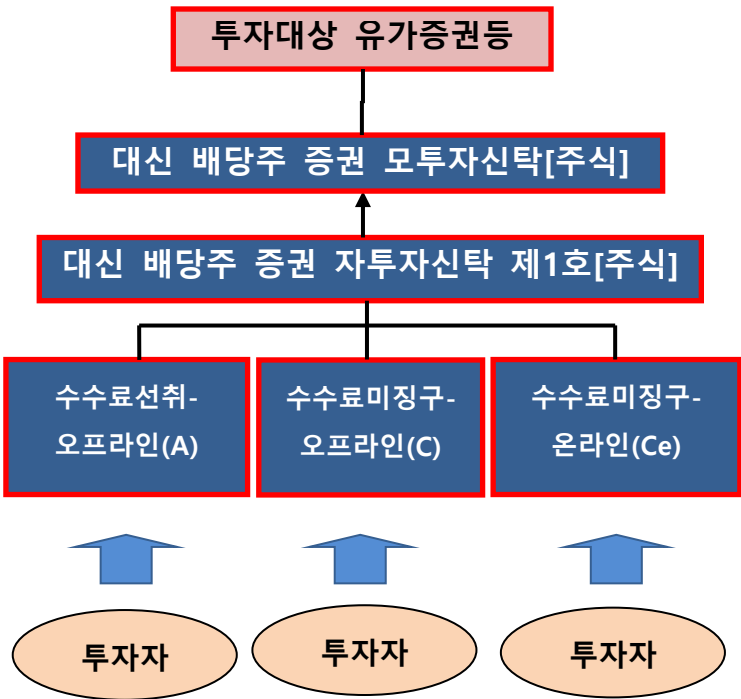 투자대상 유가증권등
대신 배당주 증권 모투자신탁[주식]
대신 배당주 증권 자투자신탁 제1호[주식]
수수료선취-
오프라인(A)
수수료미징구-
오프라인(C)
수수료미징구-
온라인(Ce)
투자자
투자자
투자자